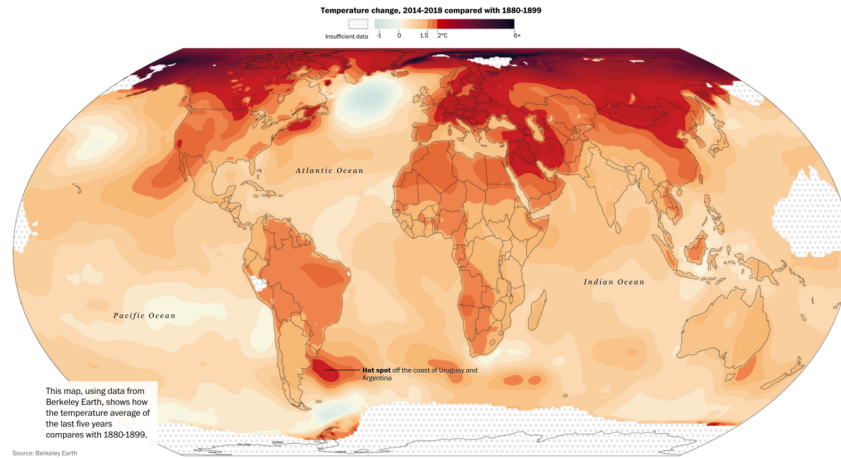 Temperature change, 2014-2018 compared with 1880-1899
Insufficient data
-1 0 1.5 2°C 6+
Atlantic Ocean
Indian Ocean
Pacific Ocean
Hot spot off the coast of Uruguay and
Argentina
This map, using data from
Berkeley Earth, shows how
the temperature average of
the last five years
compares with 1880-1899.
Source: Berkeley Earth